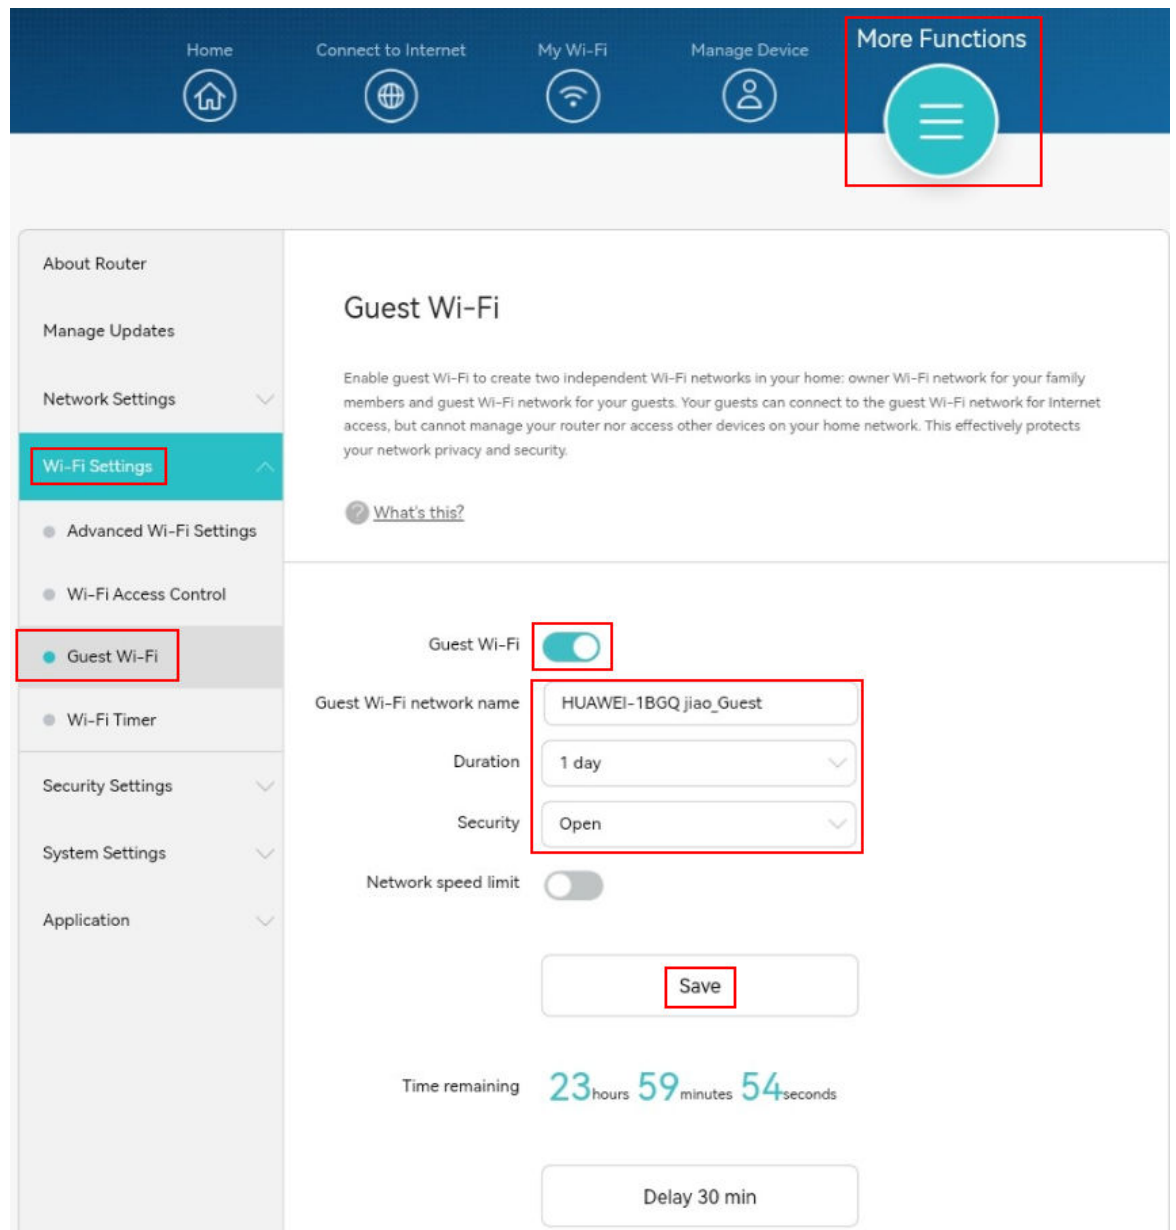 Home
Connect to Internet
My Wi-Fi
Manage Device
More Functions
About Router
Manage Updates
Network Settings
Wi-Fi Settings
Advanced Wi-Fi Settings
Wi-Fi Access Control
Guest Wi-Fi
Wi-Fi Timer
Security Settings
System Settings
Application
Guest Wi-Fi
Enable guest Wi-Fi to create two independent Wi-Fi networks in your home: owner Wi-Fi network for your family
members and guest Wi-Fi network for your guests. Your guests can connect to the guest Wi-Fi network for Internet
access, but cannot manage your router nor access other devices on your home network. This effectively protects
your network privacy and security.
? What's this?
Guest Wi-Fi
Guest Wi-Fi network name HUAWEI-1BGQ jiao_Guest
Duration 1 day
Security Open
Network speed limit
Save
Time remaining 23 hours 59 minutes 54 seconds
Delay 30 min